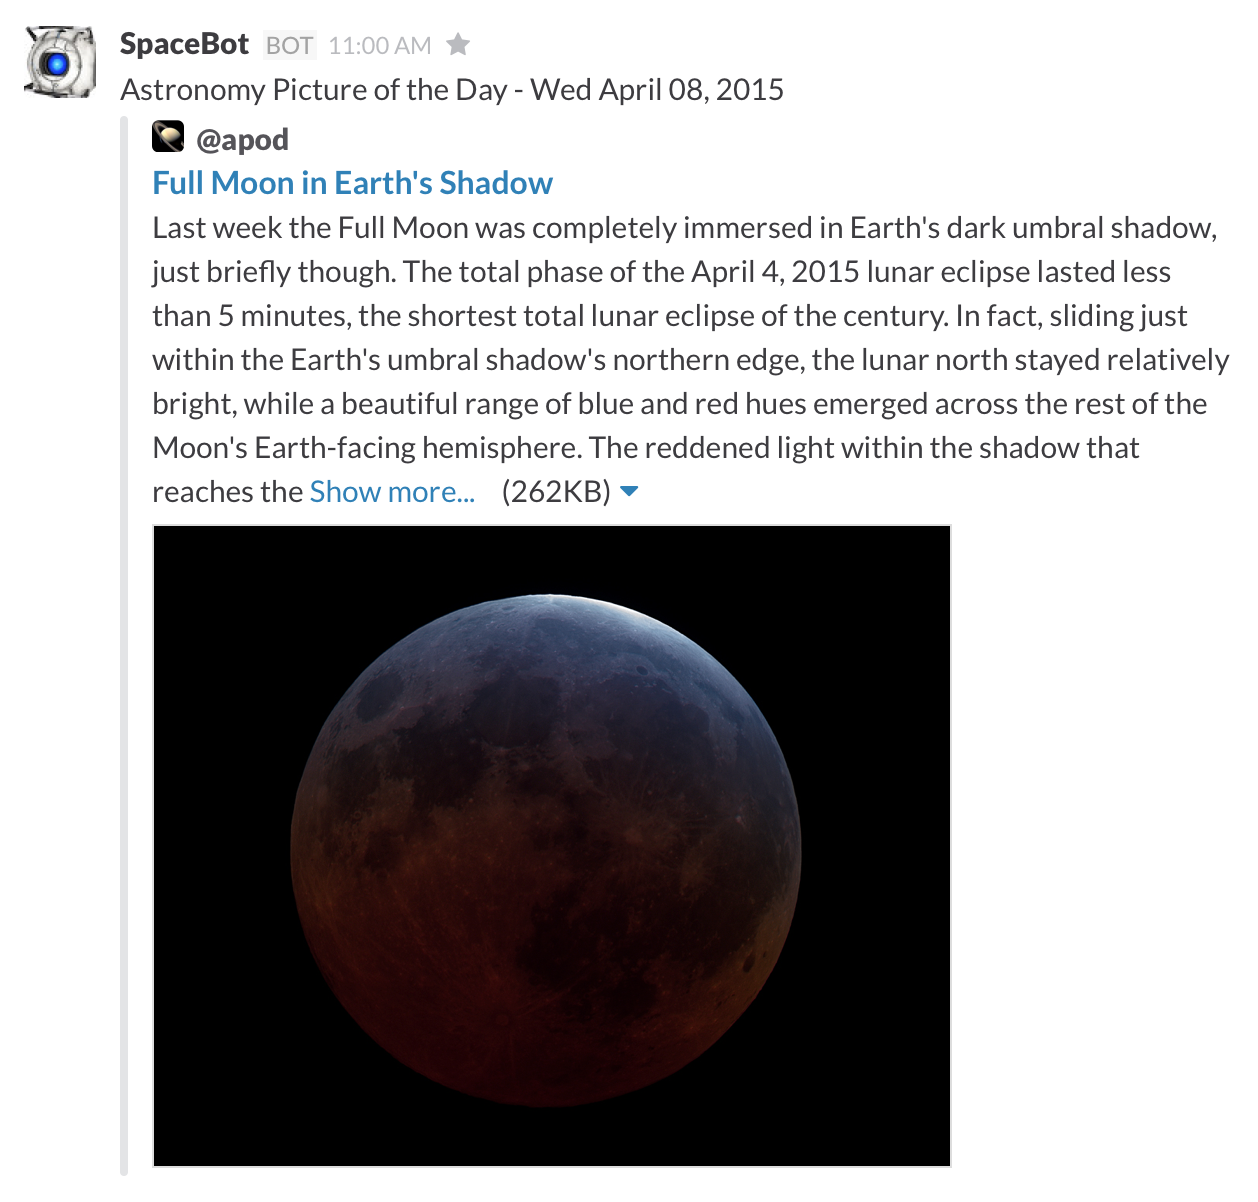 SpaceBot BOT 11:00 AM
Astronomy Picture of the Day - Wed April 08, 2015
@apod
Full Moon in Earth's Shadow
Last week the Full Moon was completely immersed in Earth's dark umbral shadow,
just briefly though. The total phase of the April 4, 2015 lunar eclipse lasted less
than 5 minutes, the shortest total lunar eclipse of the century. In fact, sliding just
within the Earth's umbral shadow's northern edge, the lunar north stayed relatively
bright, while a beautiful range of blue and red hues emerged across the rest of the
Moon's Earth-facing hemisphere. The reddened light within the shadow that
reaches the Show more... (262KB)